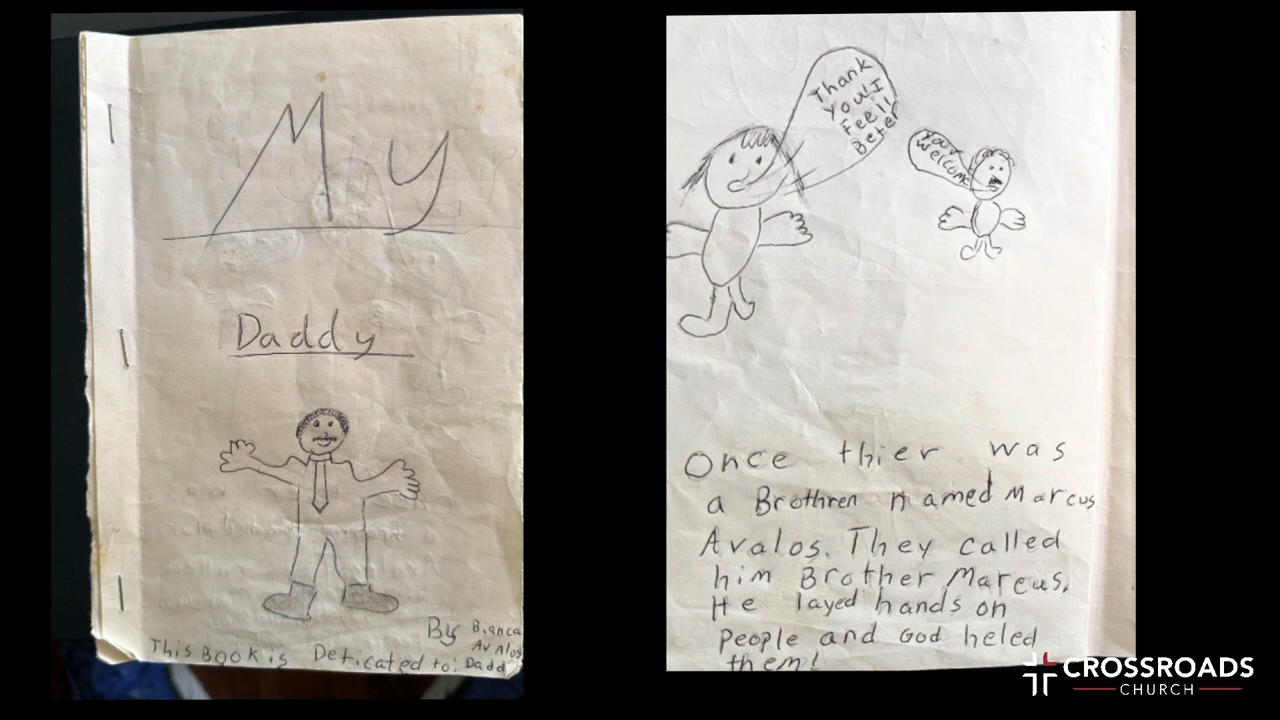 My
Daddy
By Bianca
Avalos
This Book is Deticated to: Dadd
Thank
you! I
Feell
Beter
Your
Welcome
Once thier was
a Brothren named Marcus
Avalos. They called
him Brother Marcus.
He layed hands on
people and God heled
them!
CROSSROADS
CHURCH